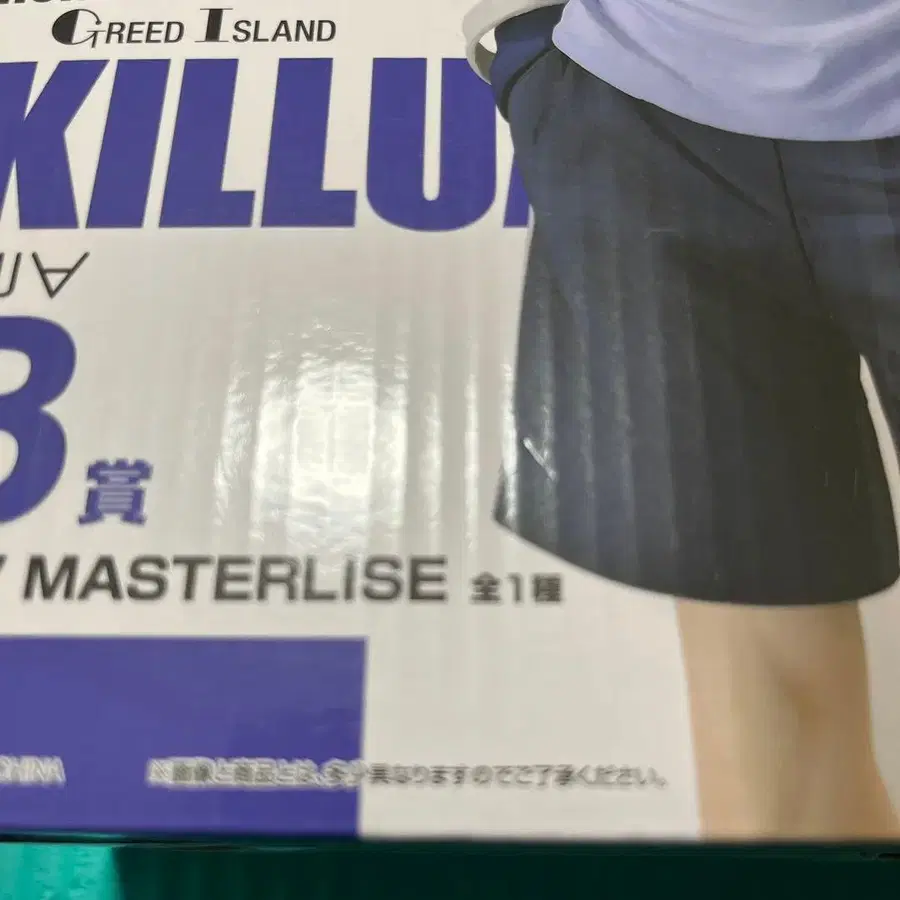 GREED ISLAND
KILLU
B賞
MASTERLISE 全1種
CHINA
※画像と商品とは、多少異なりますのでご了承ください。